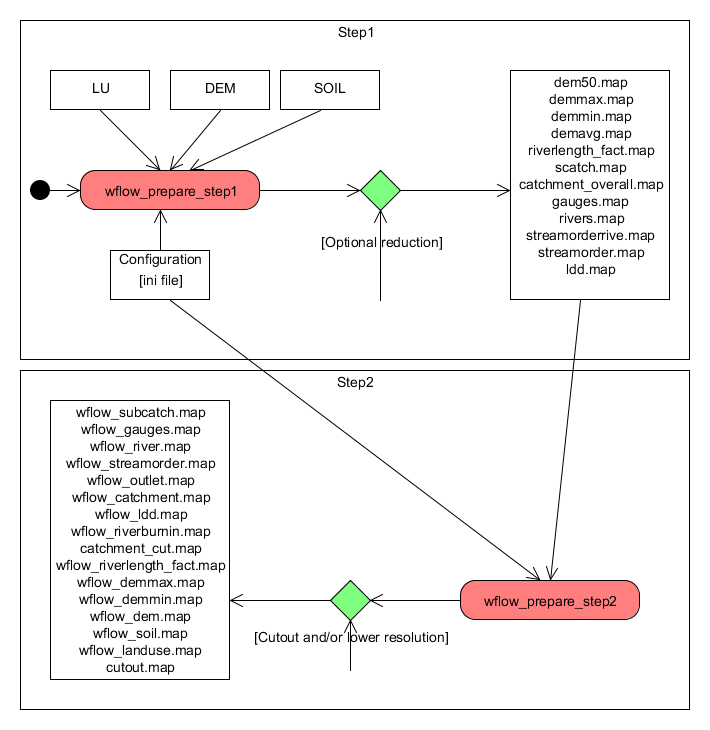 Step1
LU
DEM
SOIL
wflow_prepare_step1
[Optional reduction]
Configuration
[ini file]
dem50.map
demmax.map
demmin.map
demavg.map
riverlength_fact.map
scatch.map
catchment_overall.map
gauges.map
rivers.map
streamorderrive.map
streamorder.map
ldd.map
Step2
wflow_subcatch.map
wflow_gauges.map
wflow_river.map
wflow_streamorder.map
wflow_outlet.map
wflow_catchment.map
wflow_ldd.map
wflow_riverburnin.map
catchment_cut.map
wflow_riverlength_fact.map
wflow_demmax.map
wflow_demmin.map
wflow_dem.map
wflow_soil.map
wflow_landuse.map
cutout.map
[Cutout and/or lower resolution]
wflow_prepare_step2